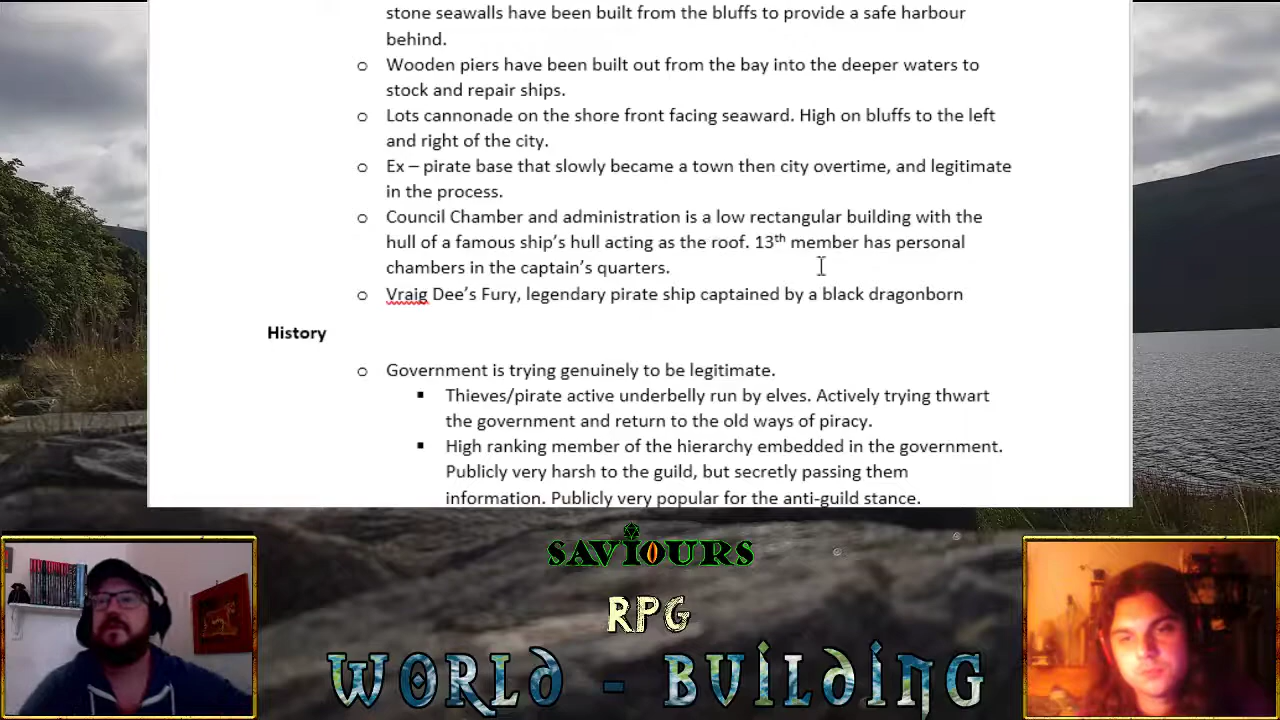 stone seawalls have been built from the bluffs to provide a safe harbour
behind.
o Wooden piers have been built out from the bay into the deeper waters to
stock and repair ships.
o Lots cannonade on the shore front facing seaward. High on bluffs to the left
and right of the city.
o Ex – pirate base that slowly became a town then city overtime, and legitimate
in the process.
o Council Chamber and administration is a low rectangular building with the
hull of a famous ship's hull acting as the roof. 13th member has personal
chambers in the captain's quarters.
o Vraig Dee's Fury, legendary pirate ship captained by a black dragonborn
History
o Government is trying genuinely to be legitimate.
▪ Thieves/pirate active underbelly run by elves. Actively trying thwart
the government and return to the old ways of piracy.
▪ High ranking member of the hierarchy embedded in the government.
Publicly very harsh to the guild, but secretly passing them
information. Publicly very popular for the anti-guild stance.
SAVIOURS
RPG
WORLD - BUILDING